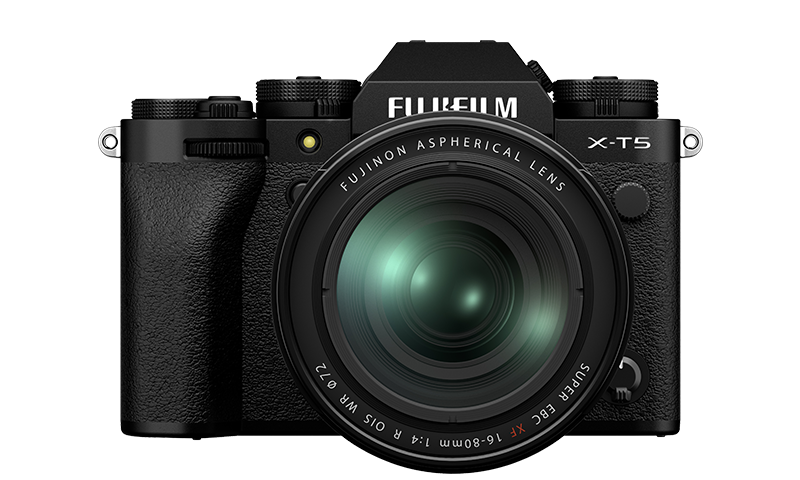 FUJIFILM
X-T5
FUJINON ASPHERICAL LENS
SUPER EBC XF 16-80mm 1:4 R OIS WR ø72